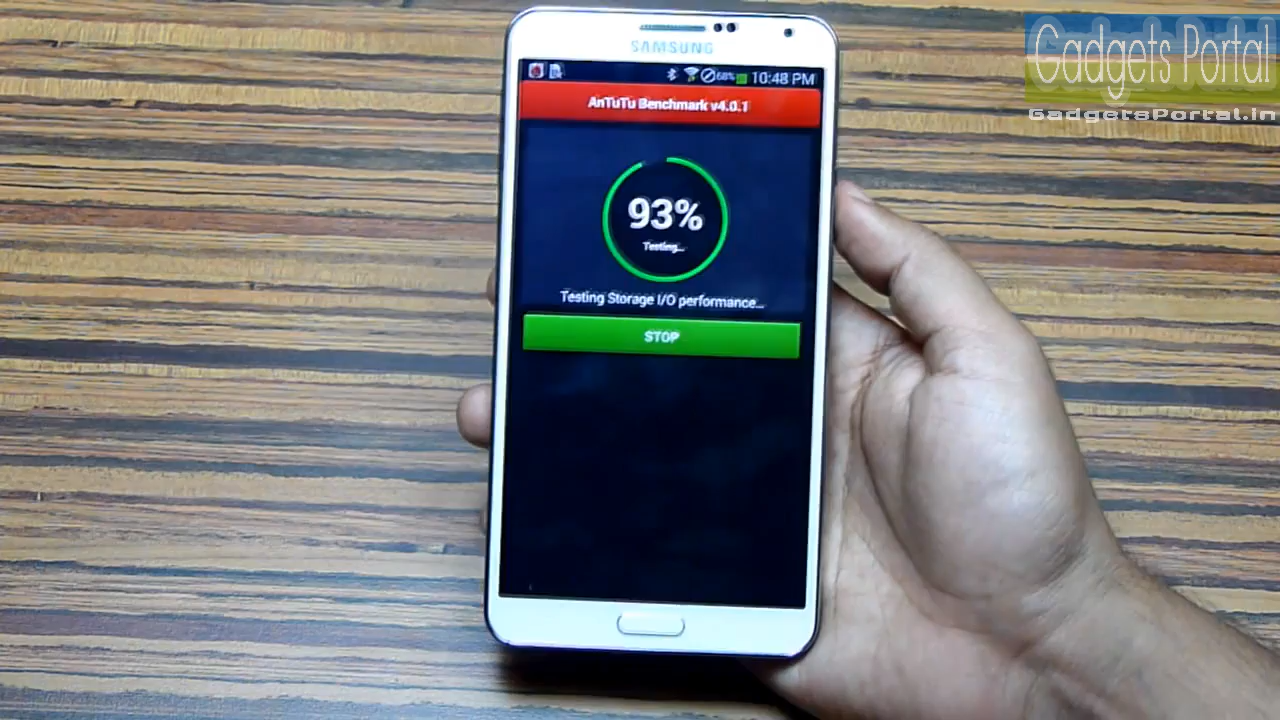 Gadgets Portal
GadgetsPortal.in
SAMSUNG
68% 10:48 PM
AnTuTu Benchmark v4.0.1
93%
Testing...
Testing Storage I/O performance...
STOP